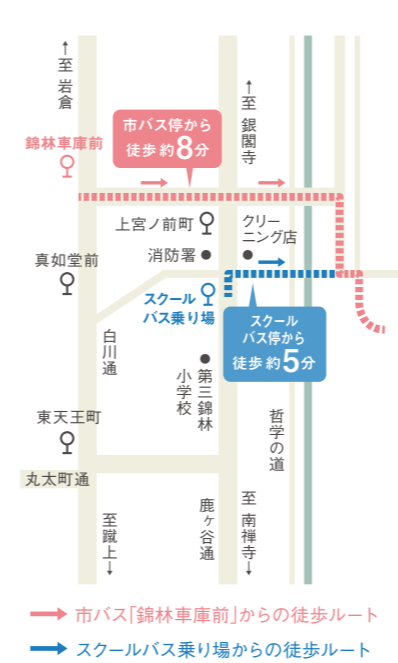 ↑至 岩倉
市バス停から
徒歩 約8分
↑至 銀閣寺
錦林車庫前
上宮ノ前町
クリー
ニング店
消防署
真如堂前
スクール
バス乗り場
スクール
バス停から
徒歩 約5分
白川通
第三錦林
小学校
東天王町
哲学の道
丸太町通
至 蹴上↓
鹿ヶ谷通
至 南禅寺↓
市バス「錦林車庫前」からの徒歩ルート
スクールバス乗り場からの徒歩ルート